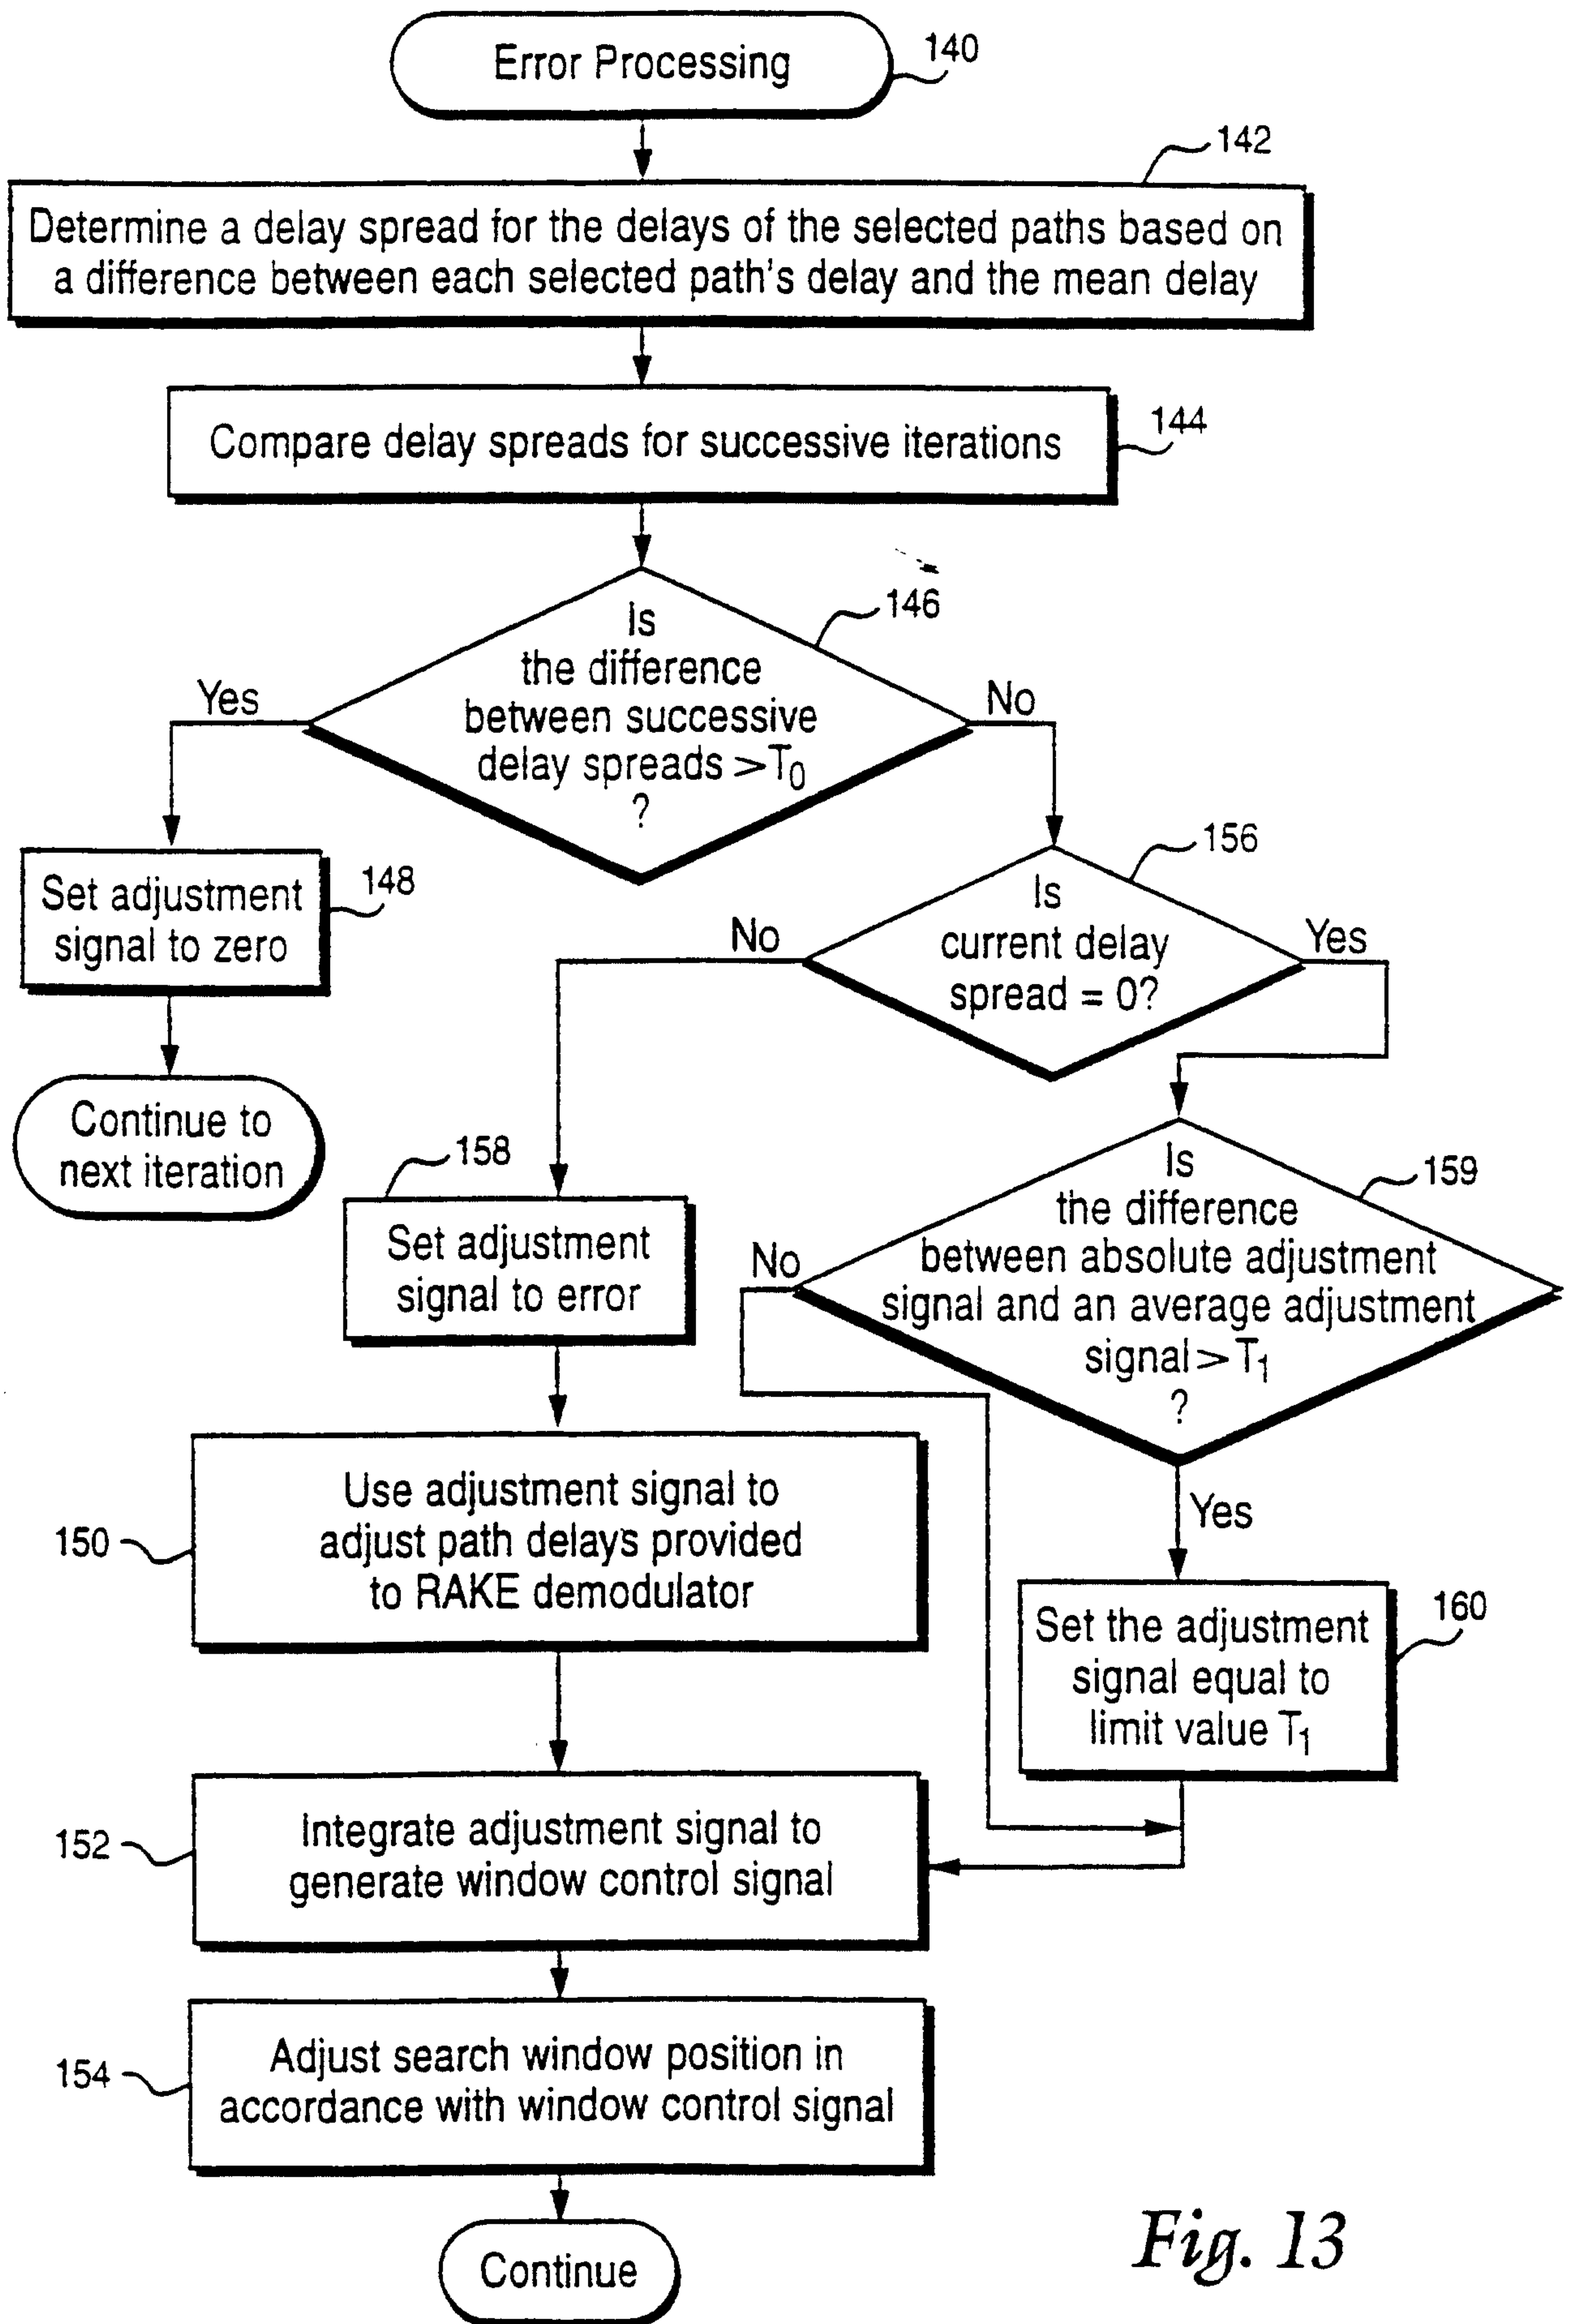 Error Processing
140
142
Determine a delay spread for the delays of the selected paths based on
a difference between each selected path's delay and the mean delay
Compare delay spreads for successive iterations
144
146
Is
the difference
between successive
delay spreads >T0
?
Yes
No
Set adjustment
signal to zero
148
Continue to
next iteration
156
Is
current delay
spread = 0?
No
Yes
158
Set adjustment
signal to error
159
Is
the difference
between absolute adjustment
signal and an average adjustment
signal > T1
?
No
Yes
150
Use adjustment signal to
adjust path delays provided
to RAKE demodulator
160
Set the adjustment
signal equal to
limit value T1
152
Integrate adjustment signal to
generate window control signal
154
Adjust search window position in
accordance with window control signal
Continue
Fig. 13